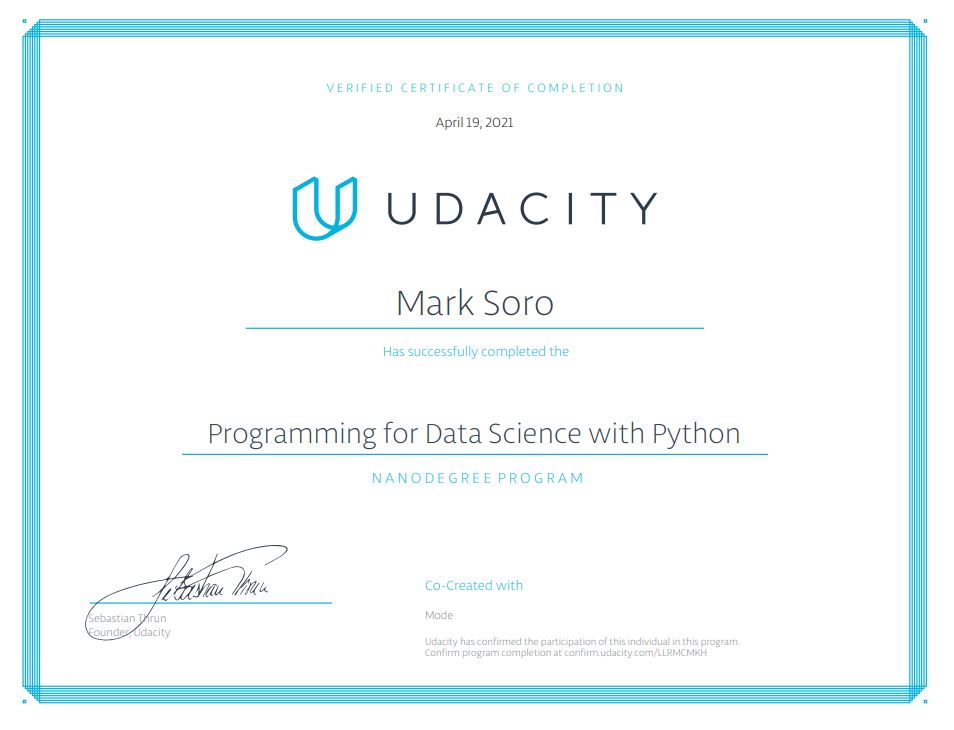 VERIFIED CERTIFICATE OF COMPLETION
April 19, 2021
UDACITY
Mark Soro
Has successfully completed the
Programming for Data Science with Python
NANODEGREE PROGRAM
Sebastian Thrun
Sebastian Thrun
Founder, Udacity
Co-Created with
Mode
Udacity has confirmed the participation of this individual in this program.
Confirm program completion at confirm.udacity.com/LLRMCMKH